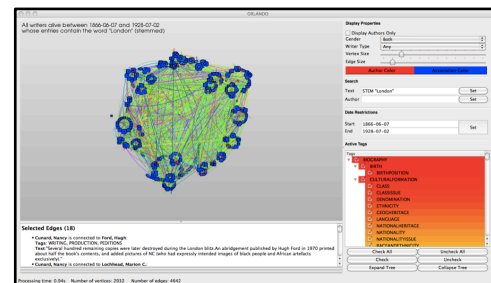 ORLANDO
All writers alive between 1866-06-07 and 1928-07-02
whose entries contain the word "London" (stemmed)
Selected Edges (18)
• Cunard, Nancy is connected to Ford, Hugh
Tags: WRITING, PRODUCTION, PEDITIONS
Text:"Several hundred remaining copies were later destroyed during the London blitz.An abridgement published by Hugh Ford in 1970 printed
about half the book's contents, and added pictures of NC (who had expressly intended images of black people and African artefacts
exclusively)."
• Cunard, Nancy is connected to Lochhead, Marion C.:
Processing time: 0.94s Number of vertices: 2932 Number of edges: 4642
Display Properties
Display Authors Only
Gender Both
Writer Type Any
Vertex Size
Edge Size
Author Color Association Color
Search
Text STEM "London" Set
Author Set
Date Restrictions
Start 1866-06-07
End 1928-07-02
Set
Active Tags
Tags
BIOGRAPHY
BIRTH
BIRTHPOSITION
CULTURALFORMATION
CLASS
CLASSISSUE
DENOMINATION
ETHNICITY
GEOGHERITAGE
LANGUAGE
NATIONALHERITAGE
NATIONALITY
NATIONALITYISSUE
RACEANDETHNICITY
Check All Uncheck All
Check Uncheck
Expand Tree Collapse Tree